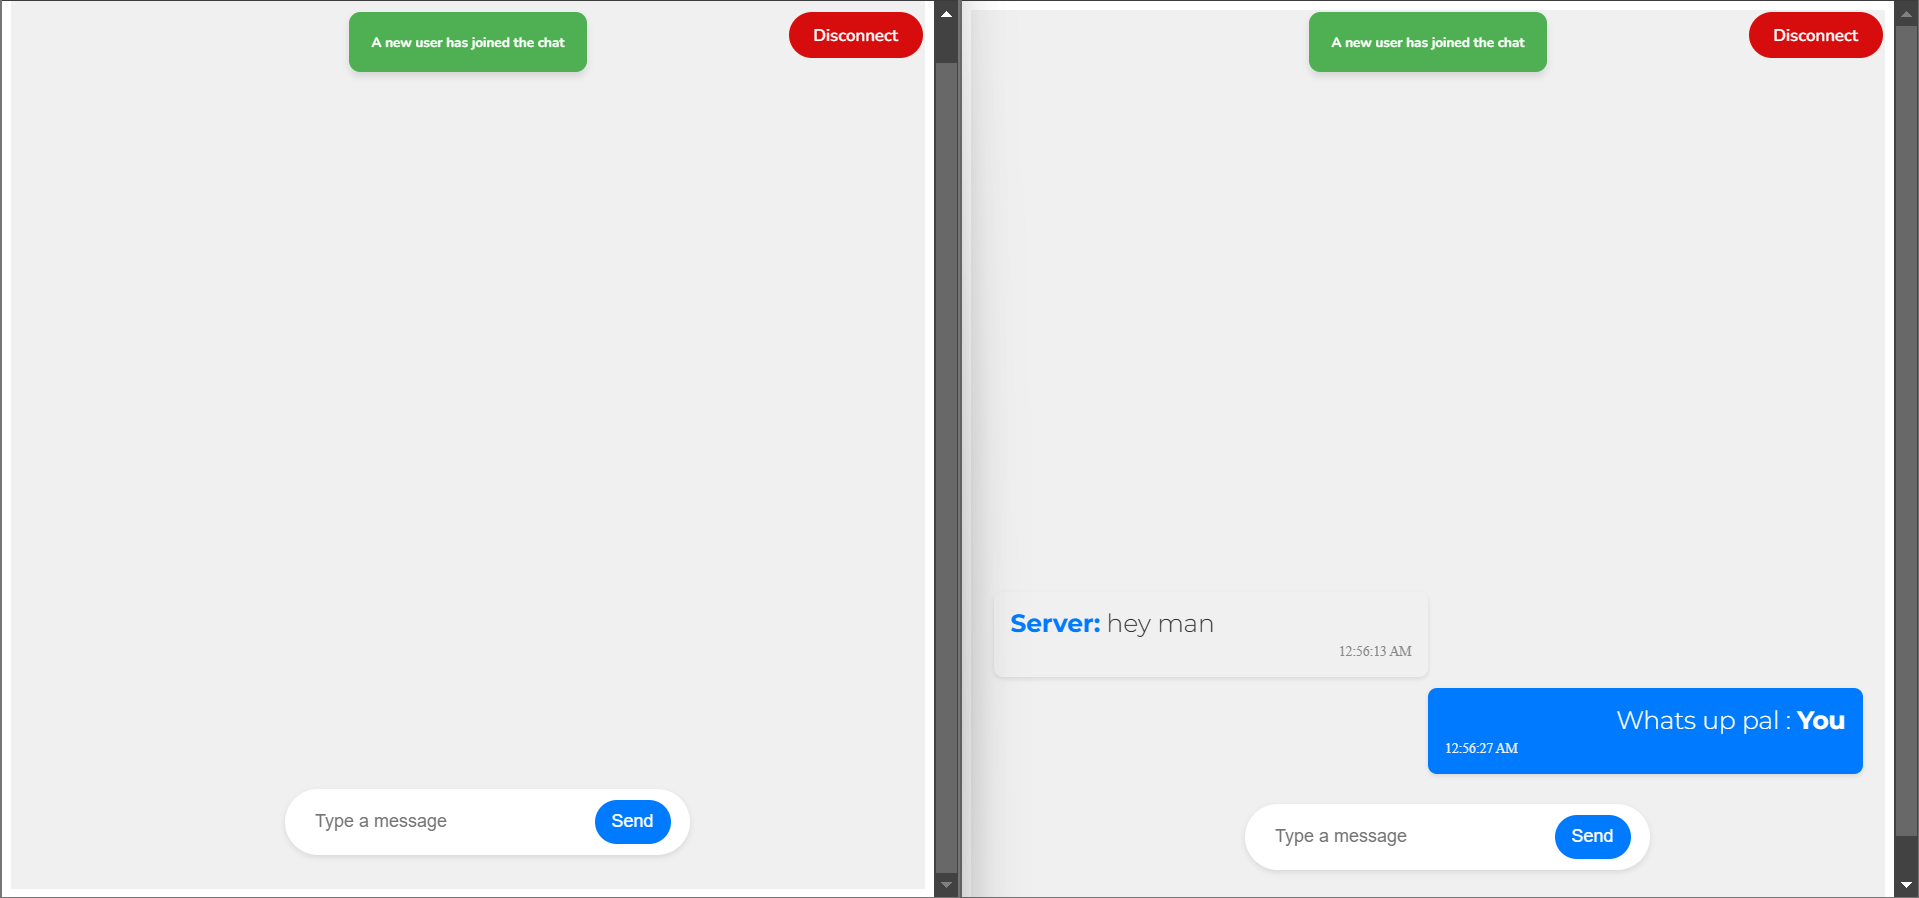 A new user has joined the chat
Disconnect
Type a message
Send
A new user has joined the chat
Disconnect
Server: hey man
12:56:13 AM
Whats up pal : You
12:56:27 AM
Type a message
Send